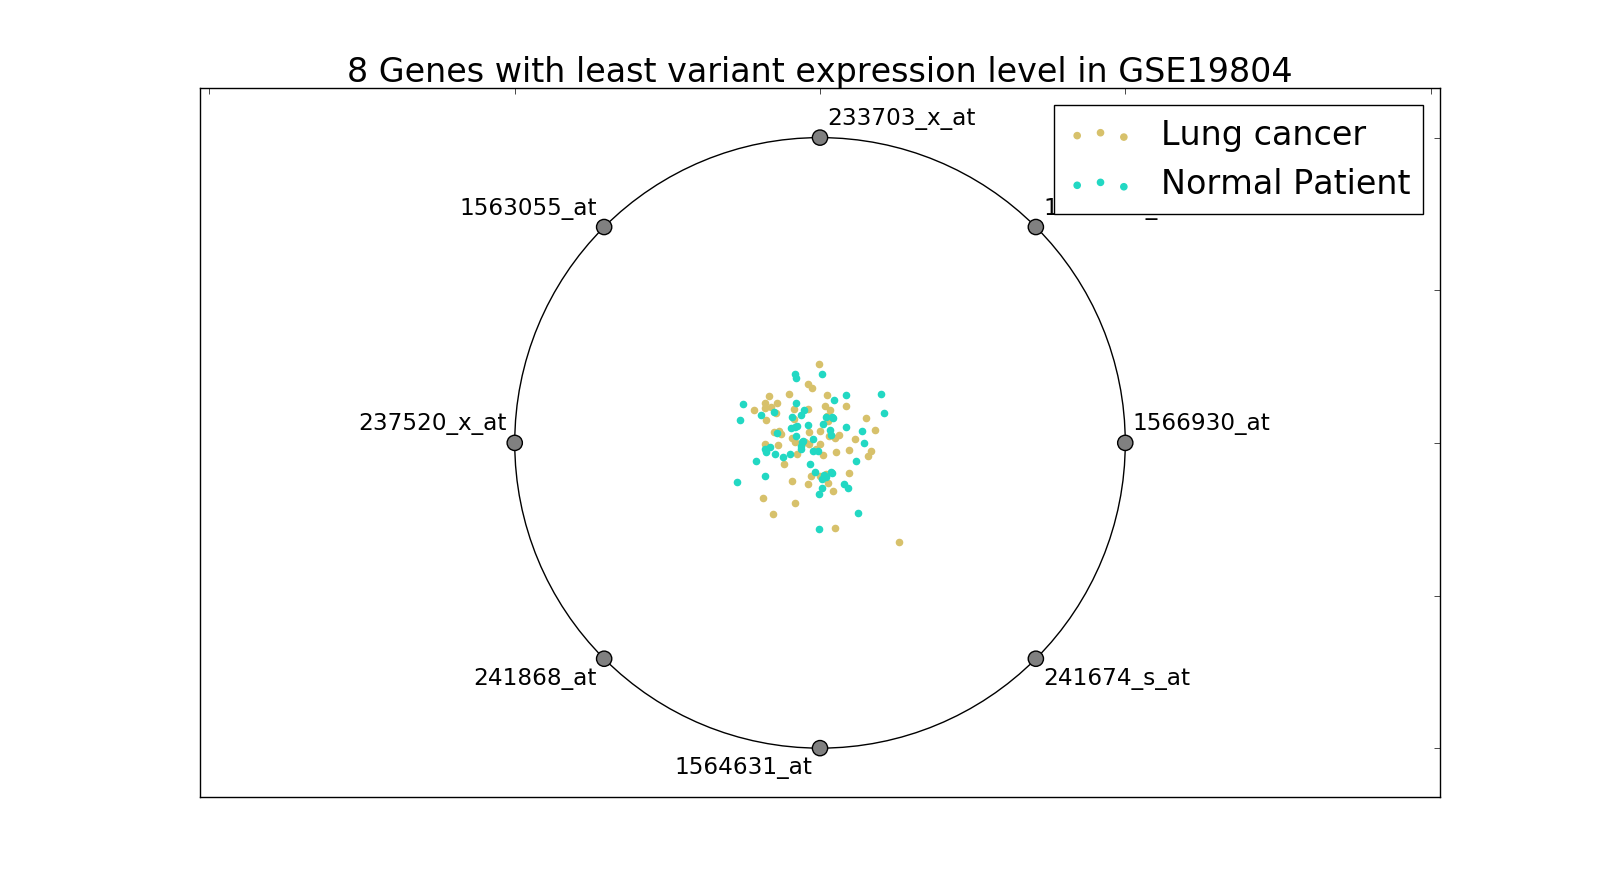 8 Genes with least variant expression level in GSE19804
233703_x_at
Lung cancer
Normal Patient
1563055_at
237520_x_at
1566930_at
241868_at
241674_s_at
1564631_at